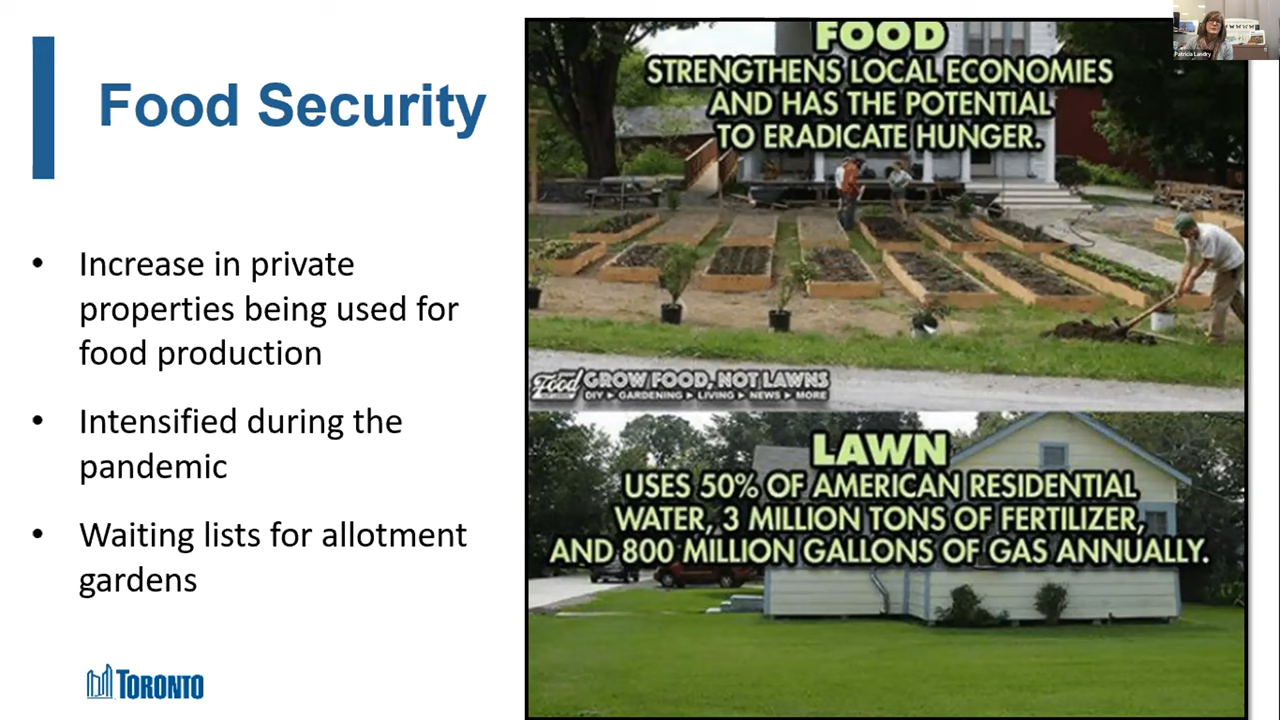 Food Security
Increase in private
properties being used for
food production
Intensified during the
pandemic
Waiting lists for allotment
gardens
TORONTO
FOOD
STRENGTHENS LOCAL ECONOMIES
AND HAS THE POTENTIAL
TO ERADICATE HUNGER.
Food
GROW FOOD, NOT LAWNS
DIY ▸ GARDENING ▸ LIVING ▸ NEWS ▸ MORE
LAWN
USES 50% OF AMERICAN RESIDENTIAL
WATER, 3 MILLION TONS OF FERTILIZER,
AND 800 MILLION GALLONS OF GAS ANNUALLY.
Patricia Landry